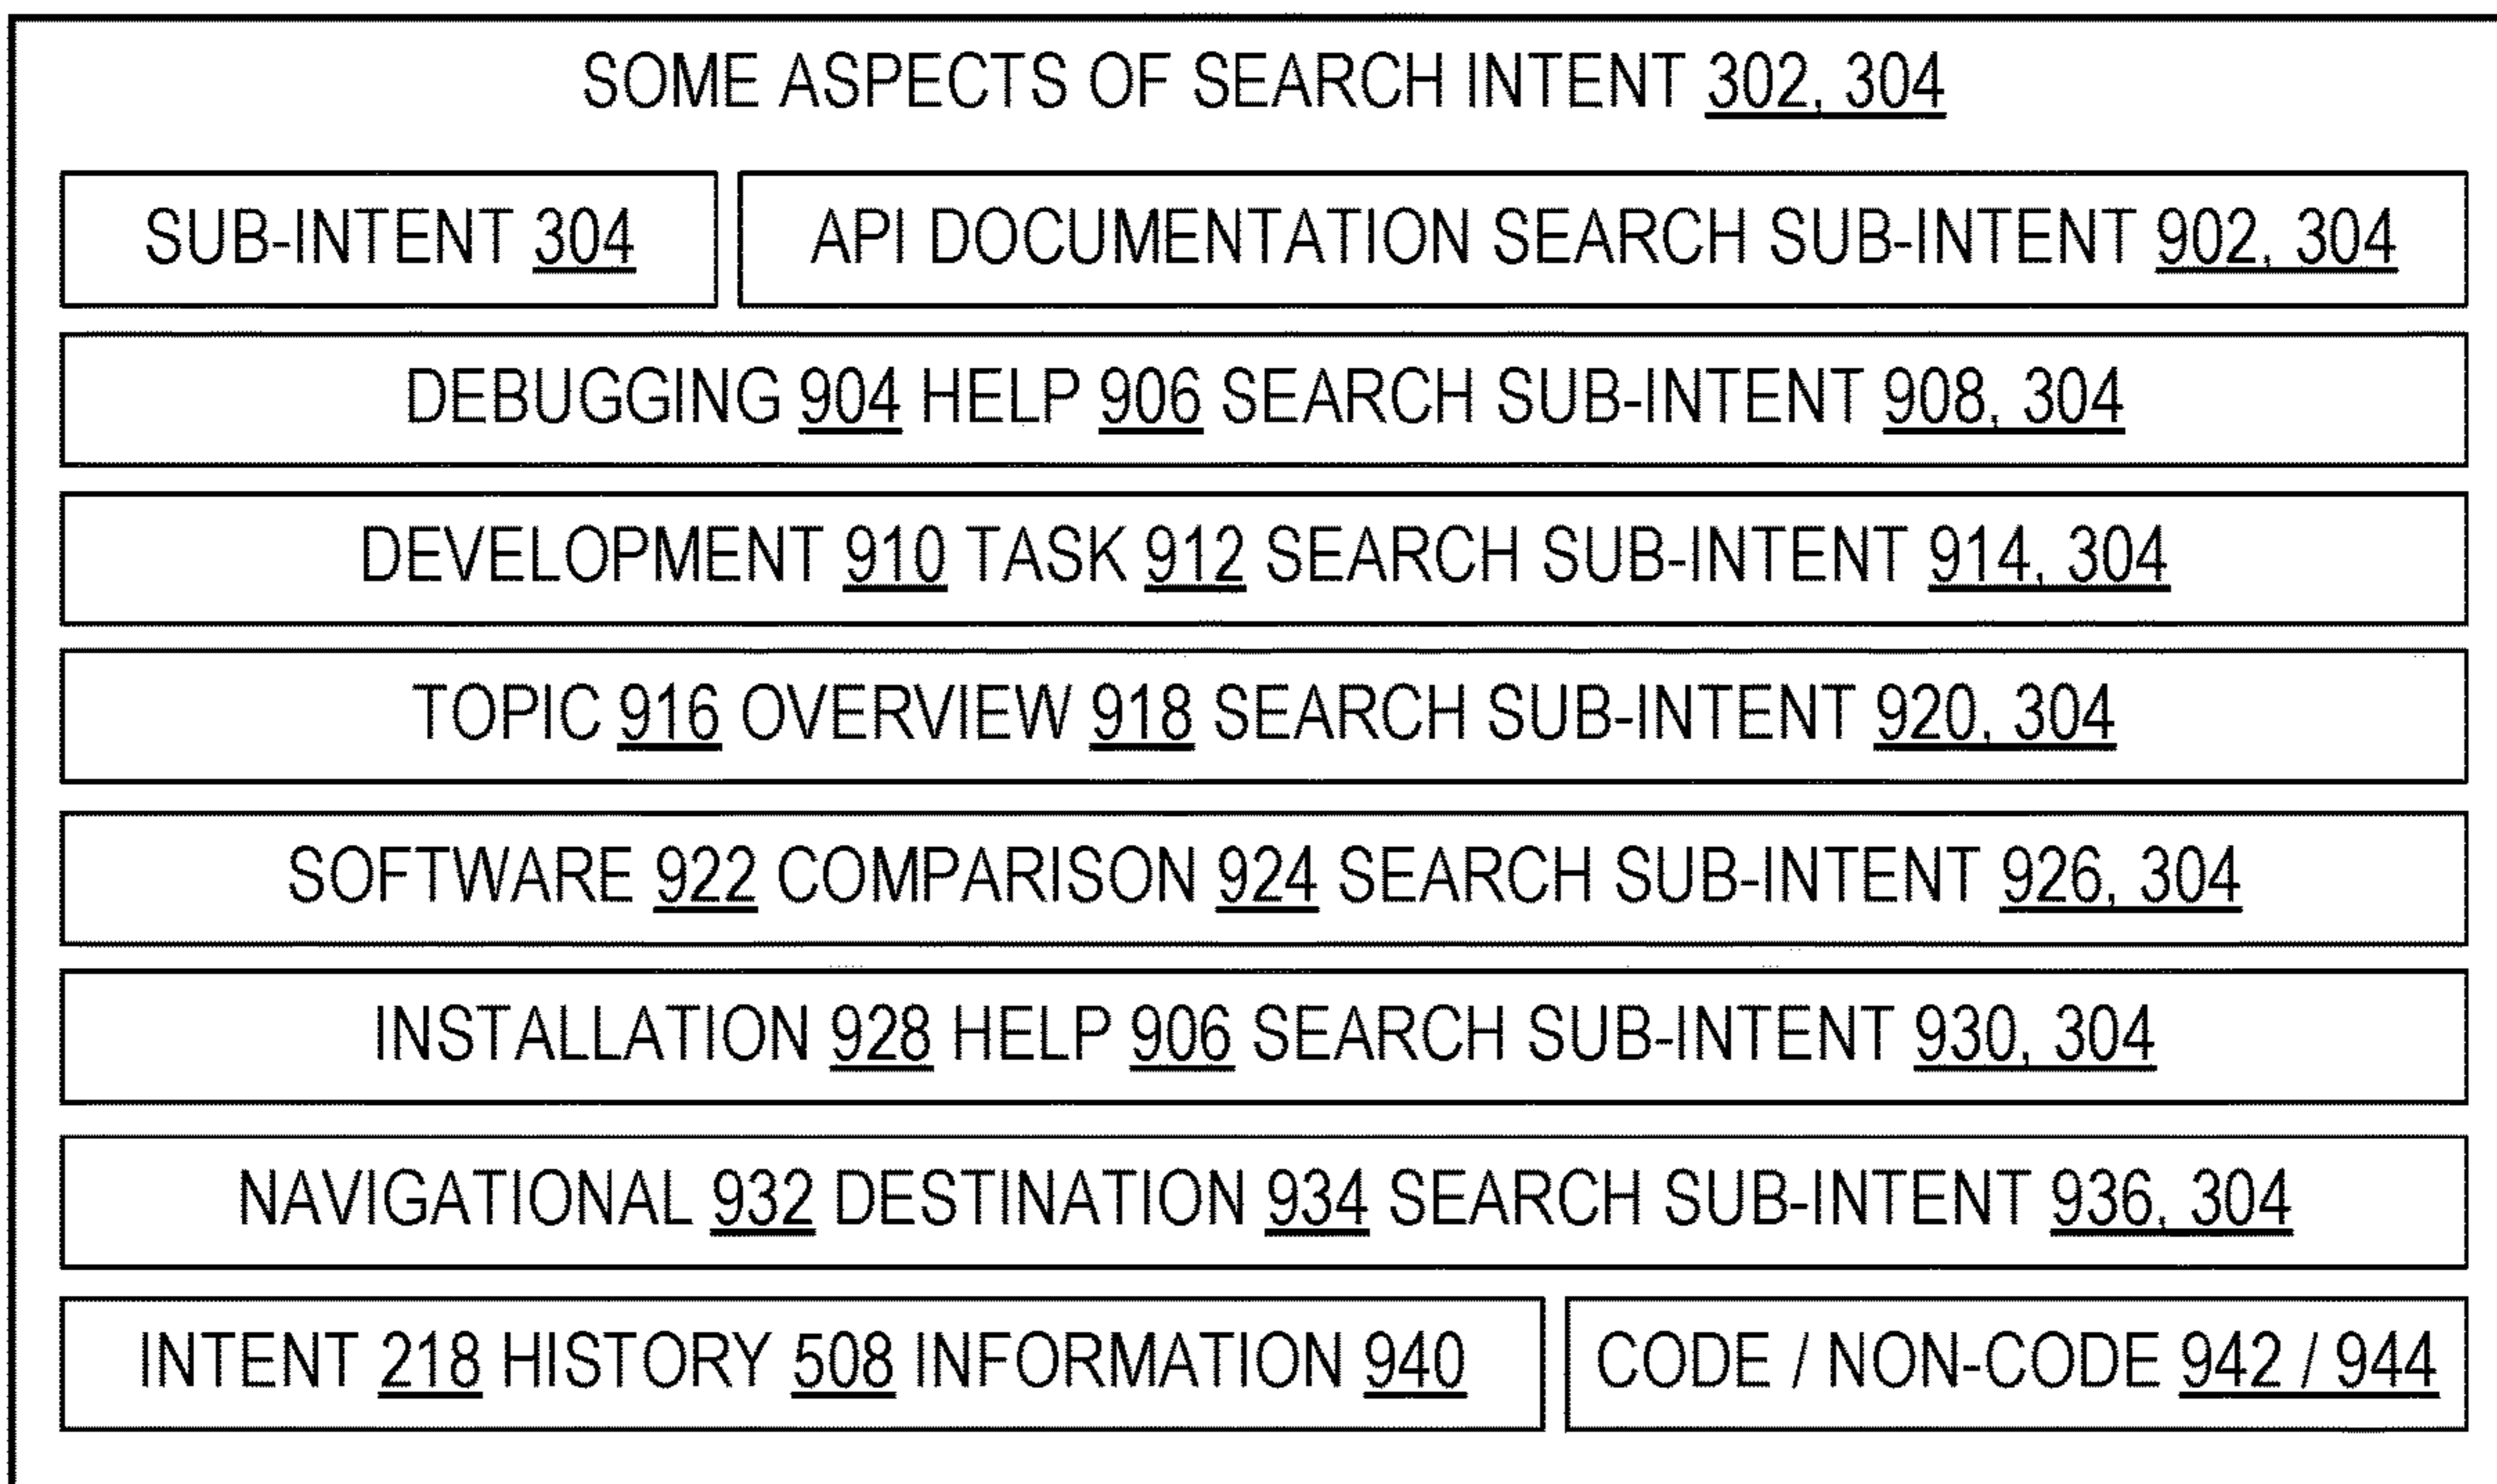 SOME ASPECTS OF SEARCH INTENT 302, 304
SUB-INTENT 304
API DOCUMENTATION SEARCH SUB-INTENT 902, 304
DEBUGGING 904 HELP 906 SEARCH SUB-INTENT 908, 304
DEVELOPMENT 910 TASK 912 SEARCH SUB-INTENT 914, 304
TOPIC 916 OVERVIEW 918 SEARCH SUB-INTENT 920, 304
SOFTWARE 922 COMPARISON 924 SEARCH SUB-INTENT 926, 304
INSTALLATION 928 HELP 906 SEARCH SUB-INTENT 930, 304
NAVIGATIONAL 932 DESTINATION 934 SEARCH SUB-INTENT 936, 304
INTENT 218 HISTORY 508 INFORMATION 940
CODE / NON-CODE 942 / 944